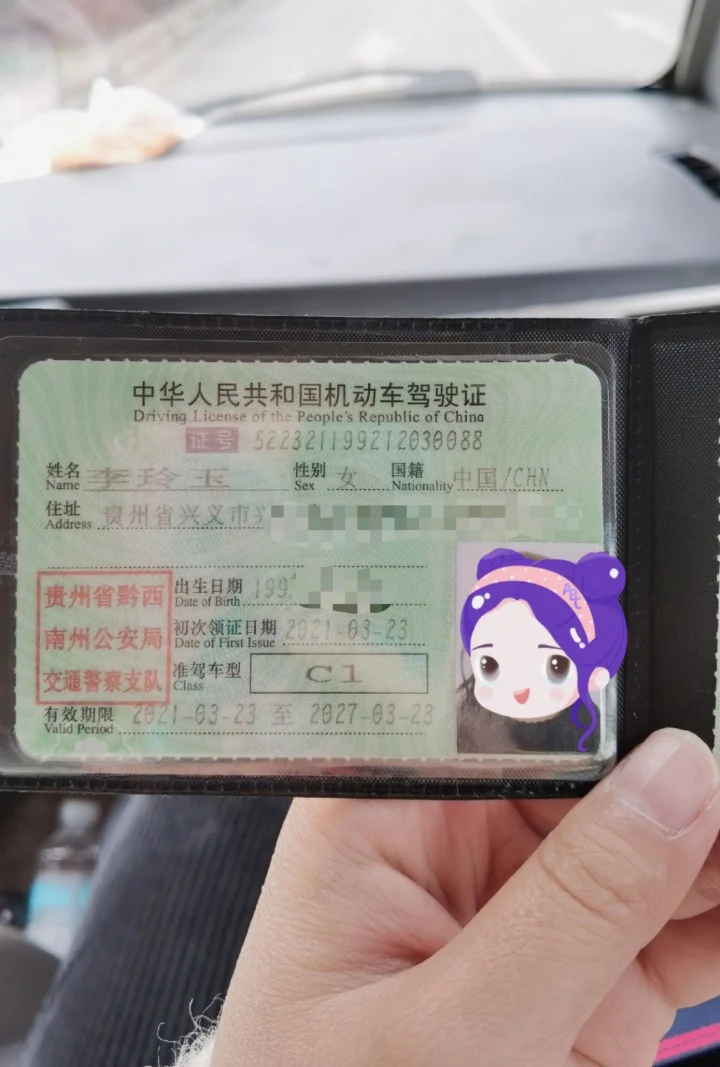 中华人民共和国机动车驾驶证
Driving License of the People's Republic of China
证号 522321199212030088
姓名 Name 李玲玉 性别 Sex 女 国籍 Nationality 中国/CHN
住址 Address 贵州省兴义市
出生日期 Date of Birth 199
初次领证日期 Date of First Issue 2021-03-23
准驾车型 Class C1
贵州省黔西
南州公安局
交通警察支队
有效期限 Valid Period 2021-03-23 至 2027-03-23